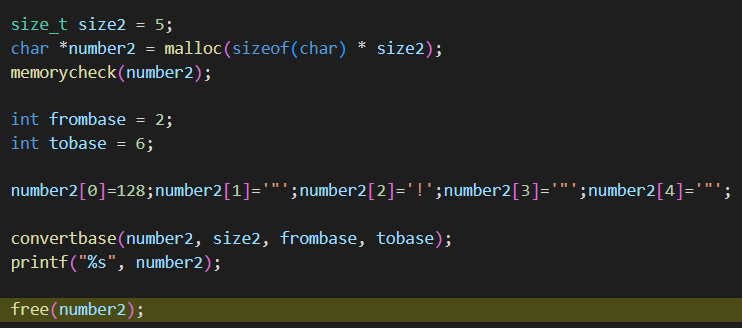 size_t size2 = 5;
char *number2 = malloc(sizeof(char) * size2);
memorycheck(number2);
int frombase = 2;
int tobase = 6;
number2[0]=128;number2[1]='"';number2[2]='!';number2[3]='"';number2[4]='"';
convertbase(number2, size2, frombase, tobase);
printf("%s", number2);
free(number2);